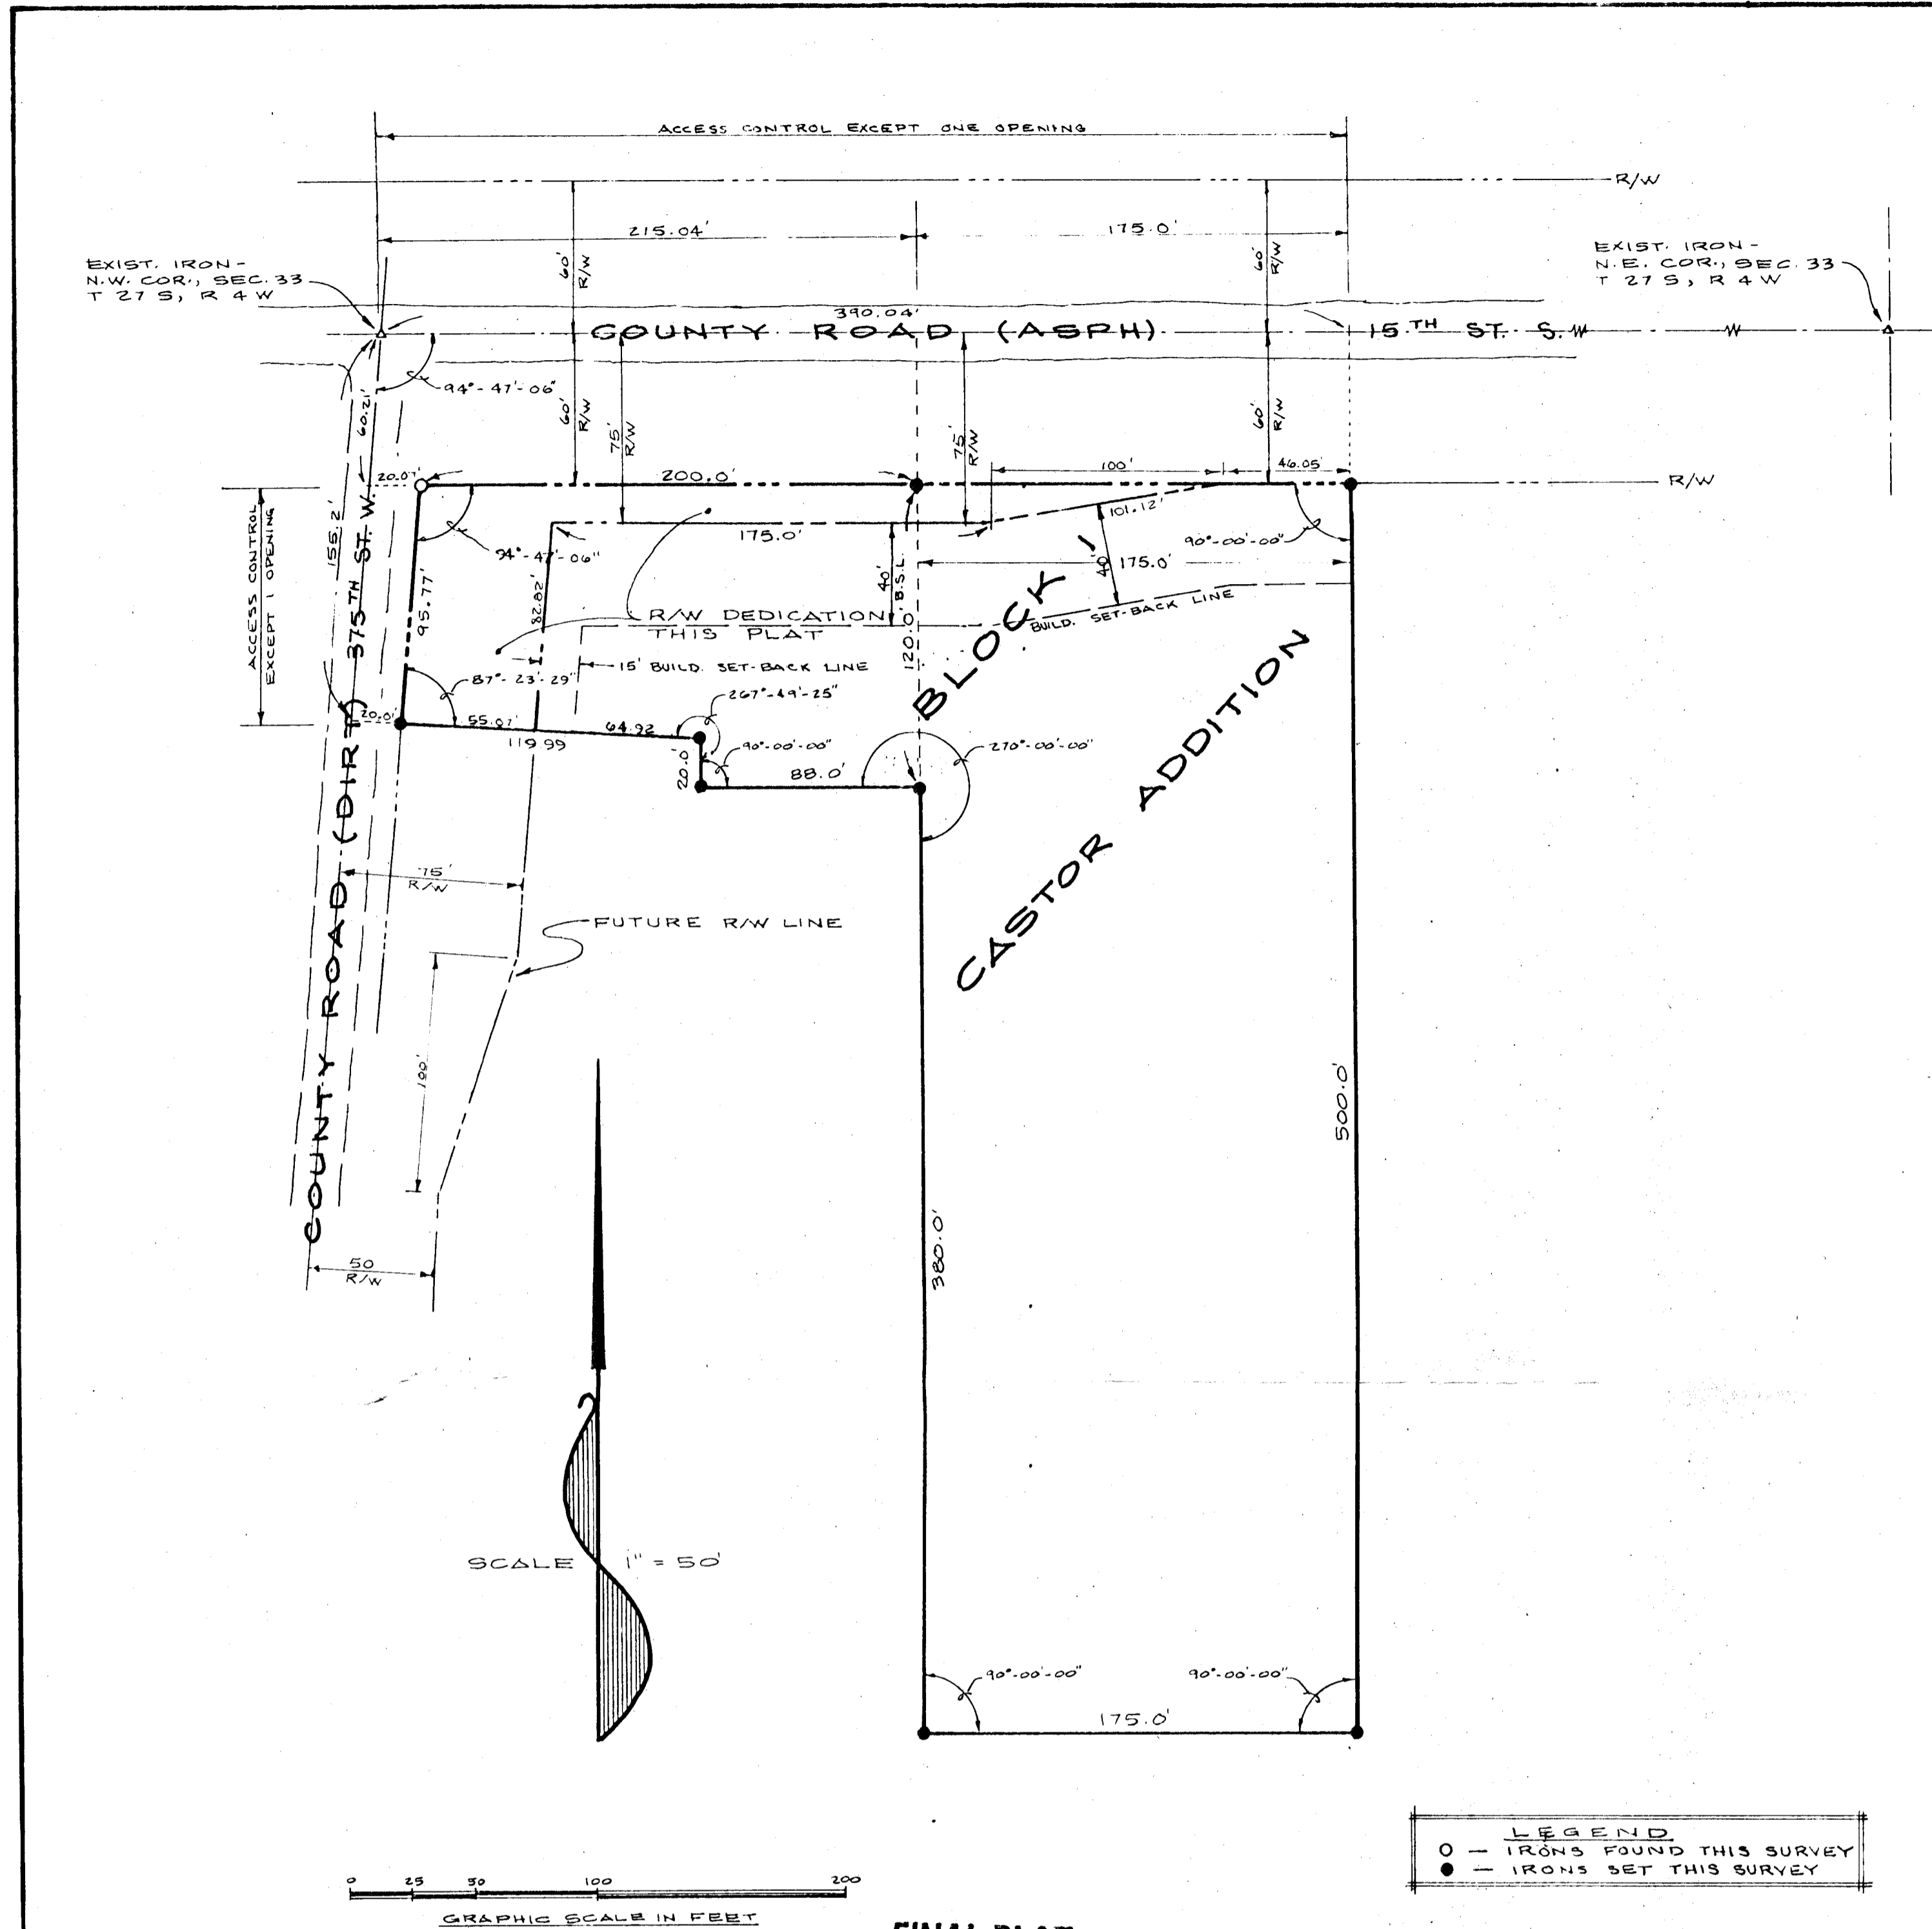 ACCESS CONTROL EXCEPT ONE OPENING
R/W
215.04'
175.0'
60'
R/W
60'
R/W
EXIST. IRON-
N.W. COR., SEC. 33
T 27 S, R 4 W
EXIST. IRON-
N.E. COR., SEC. 33
T 27 S, R 4 W
390.04'
COUNTY ROAD (ASPH)
15TH ST. S.
94°-47'-06"
60.21'
60'
R/W
75'
R/W
75'
R/W
60'
R/W
20.07'
200.0'
100'
46.05'
R/W
101.12'
175.0'
94°-47'-06"
90°-00'-00"
175.0'
40'
40'
B.S.L.
120.0'
ACCESS CONTROL
EXCEPT 1 OPENING
155.2'
375TH ST. W.
95.77'
82.82'
R/W DEDICATION
THIS PLAT
BUILD. SET-BACK LINE
15' BUILD. SET-BACK LINE
87°-23'-29"
267°-49'-25"
20.0'
55.07'
64.92
119.99
20.0'
90°-00'-00"
88.0'
270°-00'-00"
BLOCK 1
CASTOR ADDITION
COUNTY ROAD (DIRT)
75'
R/W
FUTURE R/W LINE
100'
50
R/W
380.0'
500.0'
SCALE 1" = 50'
90°-00'-00"
90°-00'-00"
175.0'
LEGEND
O — IRONS FOUND THIS SURVEY
● — IRONS SET THIS SURVEY
0 25 50 100 200
GRAPHIC SCALE IN FEET
FINAL PLAT